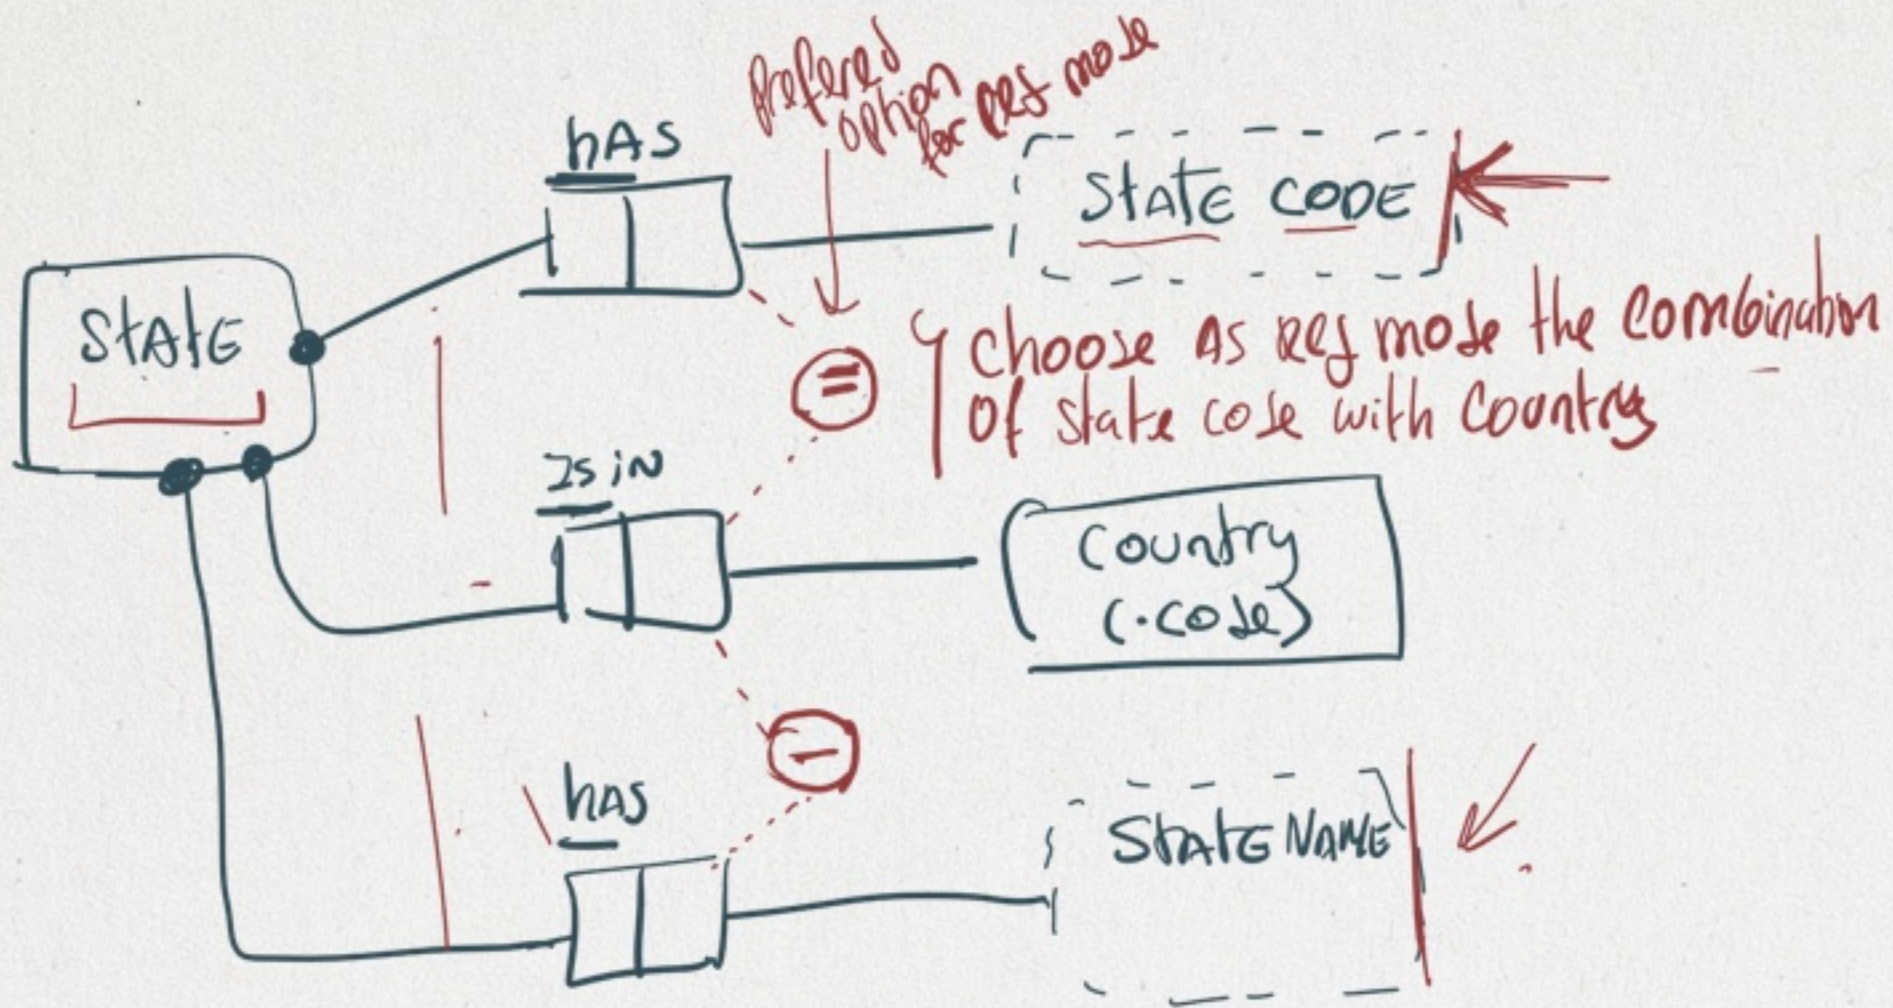 Prefered
option
for ref mode
hAS
StAtE CODE
StAtE
choose AS Ref mode the combination
Of state code with country
Is iN
Country
(.code)
hAS
StAtE NAME